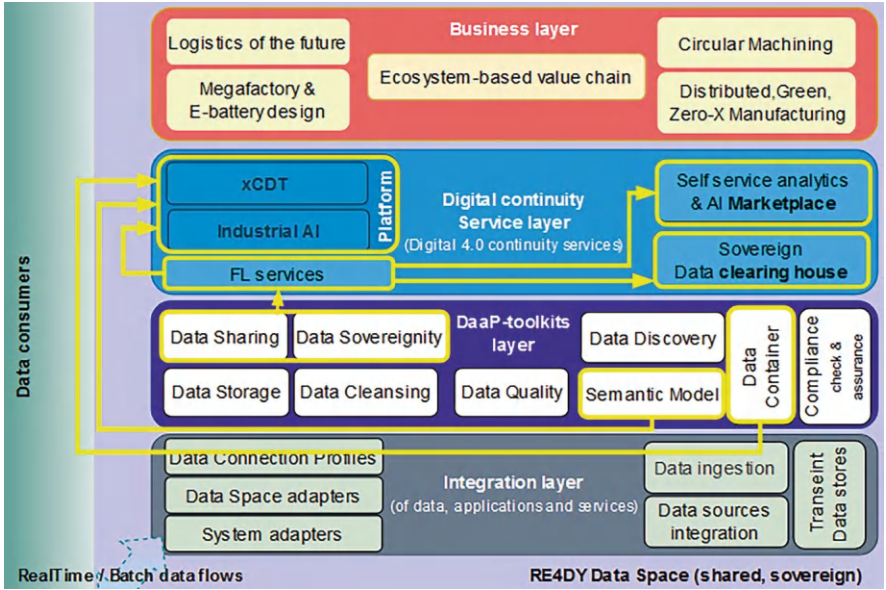 Business layer
Logistics of the future
Megafactory &
E-battery design
Ecosystem-based value chain
Circular Machining
Distributed,Green,
Zero-X Manufacturing
Data consumers
xCDT
Industrial AI
Platform
FL services
Digital continuity
Service layer
(Digital 4.0 continuity services)
Self service analytics
& AI Marketplace
Sovereign
Data clearing house
Data Sharing
Data Sovereignity
DaaP-toolkits
layer
Data Discovery
Data Storage
Data Cleansing
Data Quality
Semantic Model
Data
Container
Compliance
check &
assurance
Data Connection Profiles
Data Space adapters
System adapters
Integration layer
(of data, applications and services)
Data ingestion
Data sources
integration
Transeint
Data stores
RealTime / Batch data flows
RE4DY Data Space (shared, sovereign)